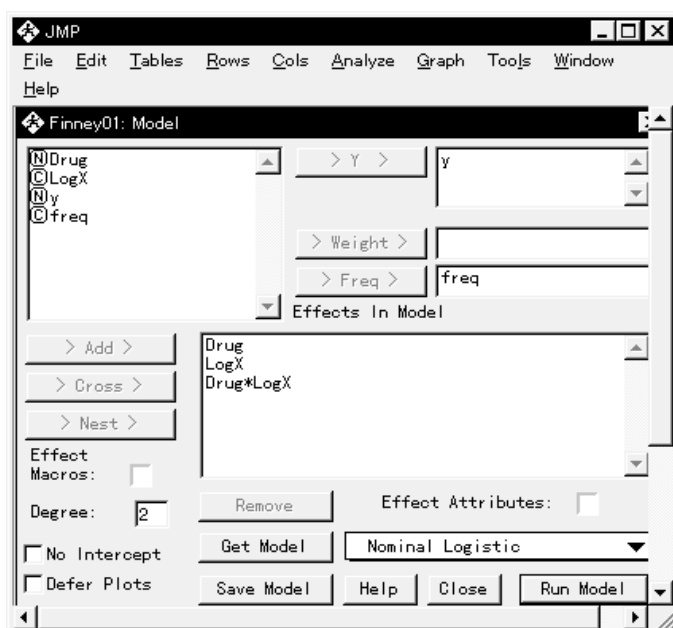 JMP
File Edit Tables Rows Cols Analyze Graph Tools Window
Help
Finney01: Model
NDrug
CLogX
Ny
Cfreq
> Y >
y
> Weight >
> Freq >
freq
Effects In Model
> Add >
> Cross >
> Nest >
Drug
LogX
Drug*LogX
Effect
Macros:
Degree: 2
Remove
Effect Attributes:
No Intercept
Get Model
Nominal Logistic
Defer Plots
Save Model
Help
Close
Run Model